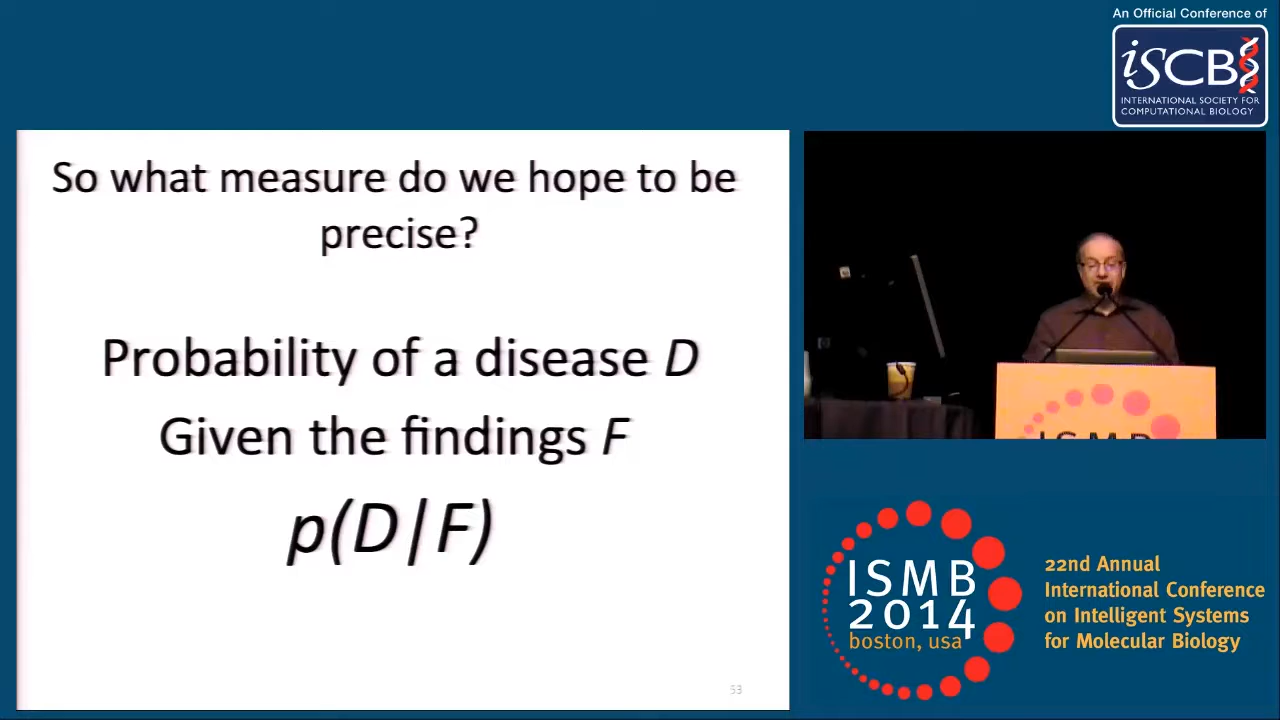 An Official Conference of
iSCB
INTERNATIONAL SOCIETY FOR
COMPUTATIONAL BIOLOGY
So what measure do we hope to be
precise?
Probability of a disease D
Given the findings F
p(D|F)
53
ISMB
ISMB
2014
boston, usa
22nd Annual
International Conference
on Intelligent Systems
for Molecular Biology